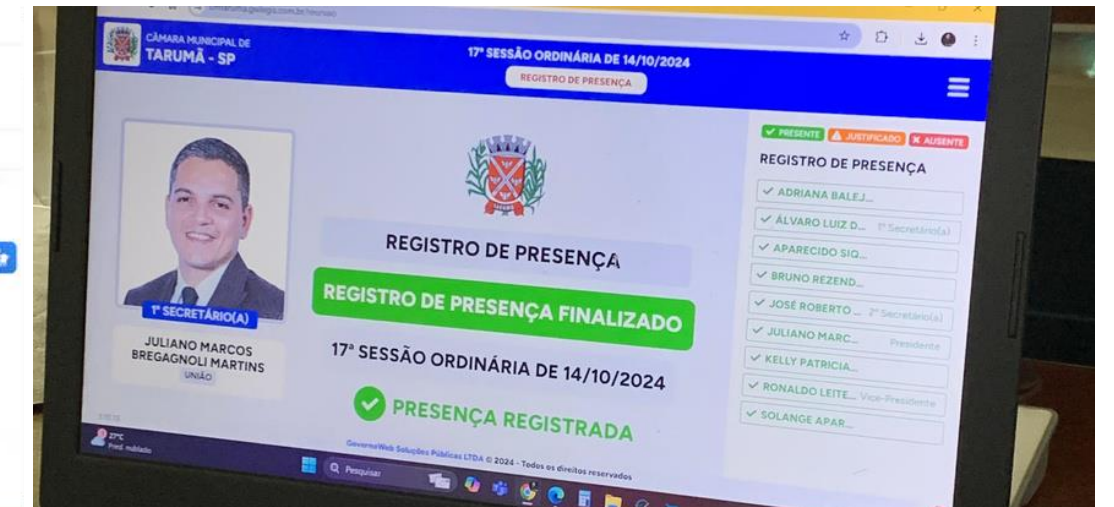 CÂMARA MUNICIPAL DE
TARUMÃ - SP
17ª SESSÃO ORDINÁRIA DE 14/10/2024
REGISTRO DE PRESENÇA
1º SECRETÁRIO(A)
JULIANO MARCOS
BREGAGNOLI MARTINS
UNIÃO
REGISTRO DE PRESENÇA
REGISTRO DE PRESENÇA FINALIZADO
17ª SESSÃO ORDINÁRIA DE 14/10/2024
PRESENÇA REGISTRADA
GovernoWeb Soluções Públicas LTDA © 2024 - Todos os direitos reservados
PRESENTE JUSTIFICADO AUSENTE
REGISTRO DE PRESENÇA
ADRIANA BALEJ...
ÁLVARO LUIZ D... 1º Secretário(a)
APARECIDO SIQ...
BRUNO REZEND...
JOSÉ ROBERTO ... 2º Secretário(a)
JULIANO MARC... Presidente
KELLY PATRICIA...
RONALDO LEITE... Vice-Presidente
SOLANGE APAR...
27°C
Pred. nublado
Pesquisar